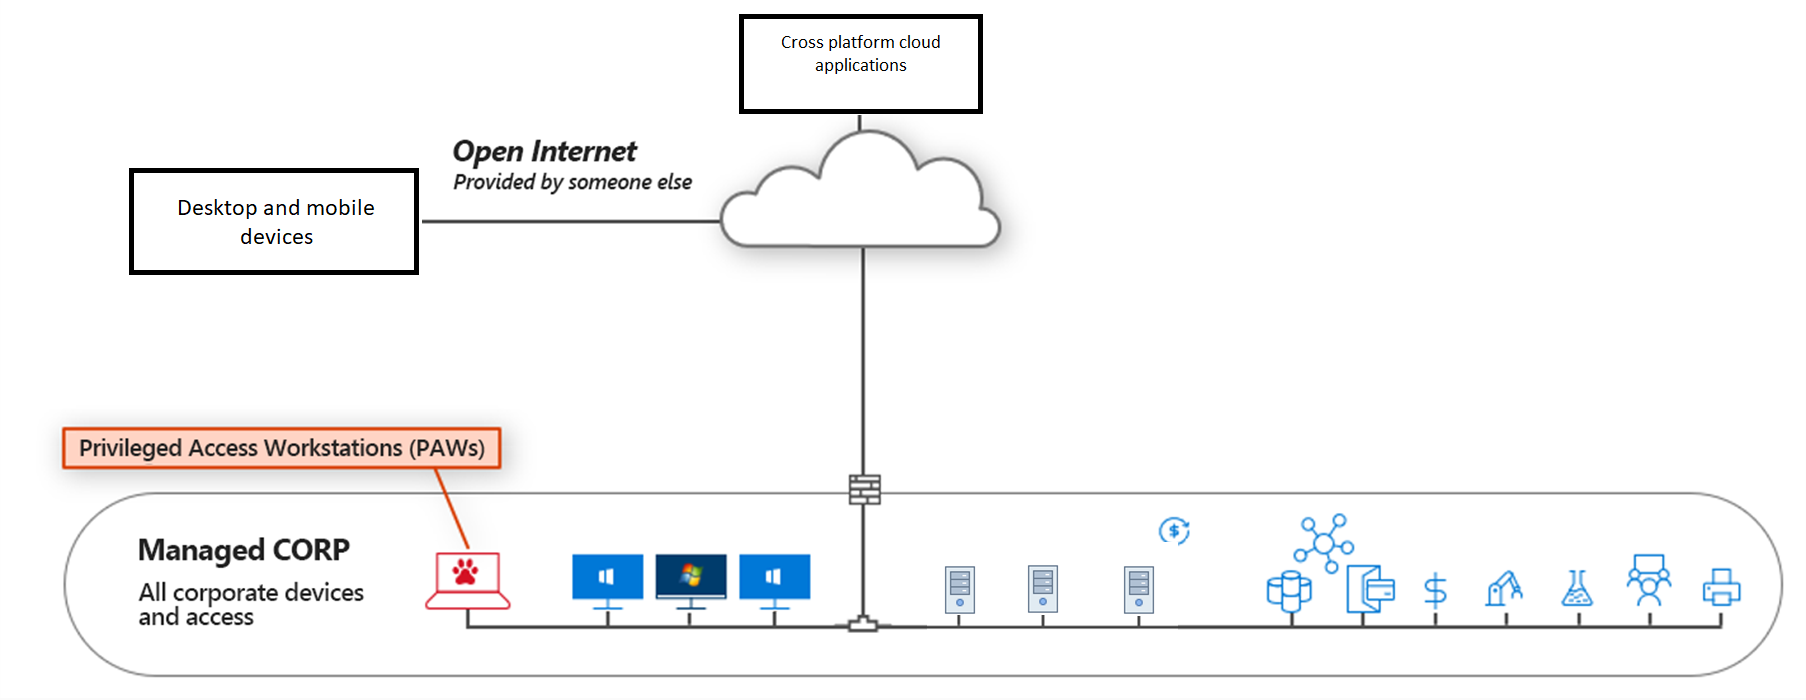 Cross platform cloud
applications
Open Internet
Provided by someone else
Desktop and mobile
devices
Privileged Access Workstations (PAWs)
Managed CORP
All corporate devices
and access
$
$